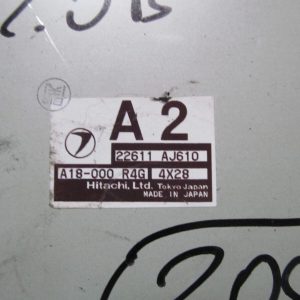 A 2
22611 AJ610
A18-000 R4G 4X28
Hitachi, Ltd. Tokyo Japan
MADE IN JAPAN